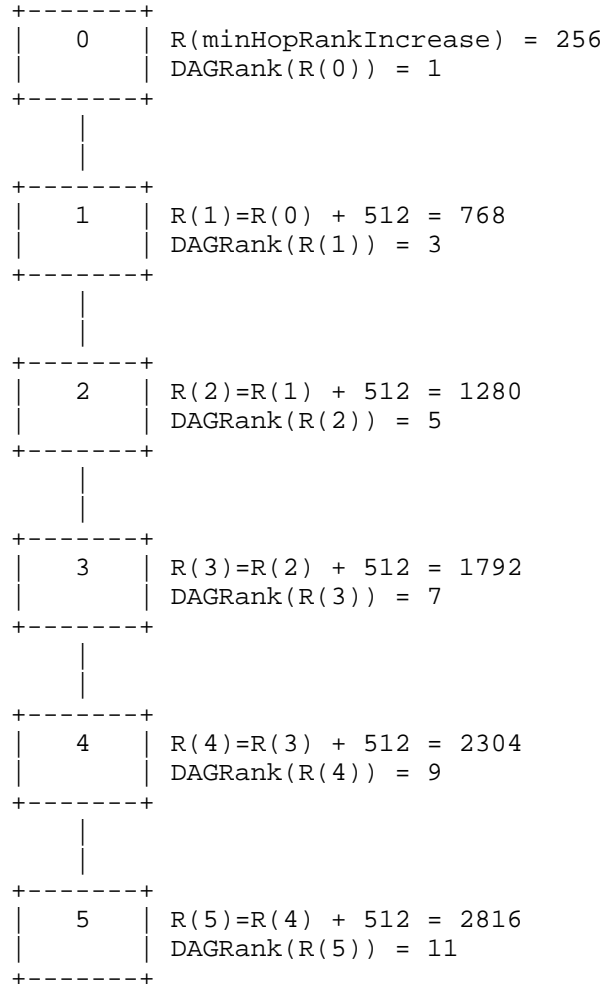 0 R(minHopRankIncrease) = 256
DAGRank(R(0)) = 1
1 R(1)=R(0) + 512 = 768
DAGRank(R(1)) = 3
2 R(2)=R(1) + 512 = 1280
DAGRank(R(2)) = 5
3 R(3)=R(2) + 512 = 1792
DAGRank(R(3)) = 7
4 R(4)=R(3) + 512 = 2304
DAGRank(R(4)) = 9
5 R(5)=R(4) + 512 = 2816
DAGRank(R(5)) = 11